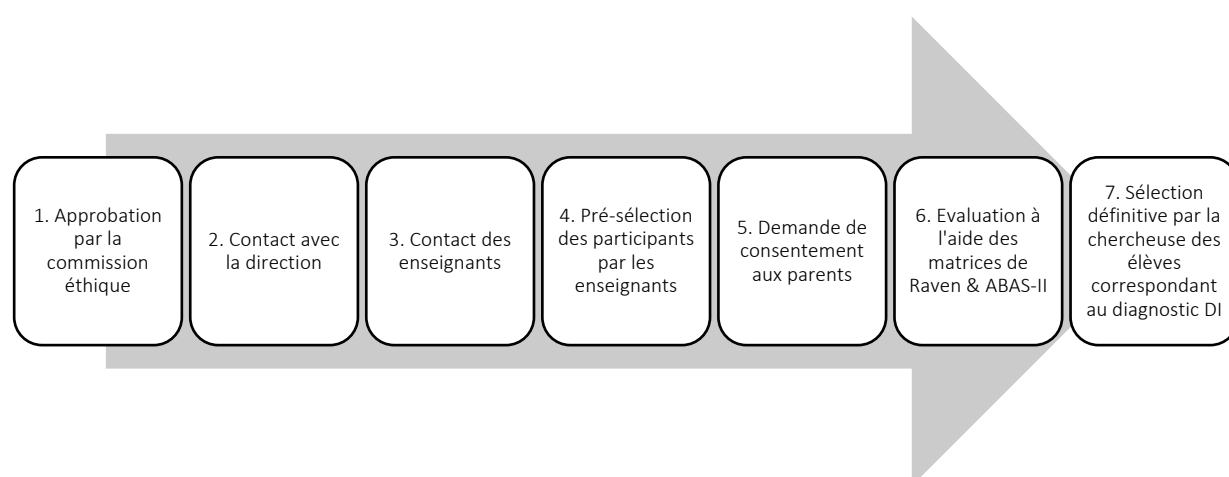 1. Approbation
par la
commission
éthique
2. Contact avec
la direction
3. Contact des
enseignants
4. Pré-sélection
des participants
par les
enseignants
5. Demande de
consentement
aux parents
6. Evaluation à
l'aide des
matrices de
Raven & ABAS-II
7. Sélection
définitive par la
chercheuse des
élèves
correspondant
au diagnostic DI